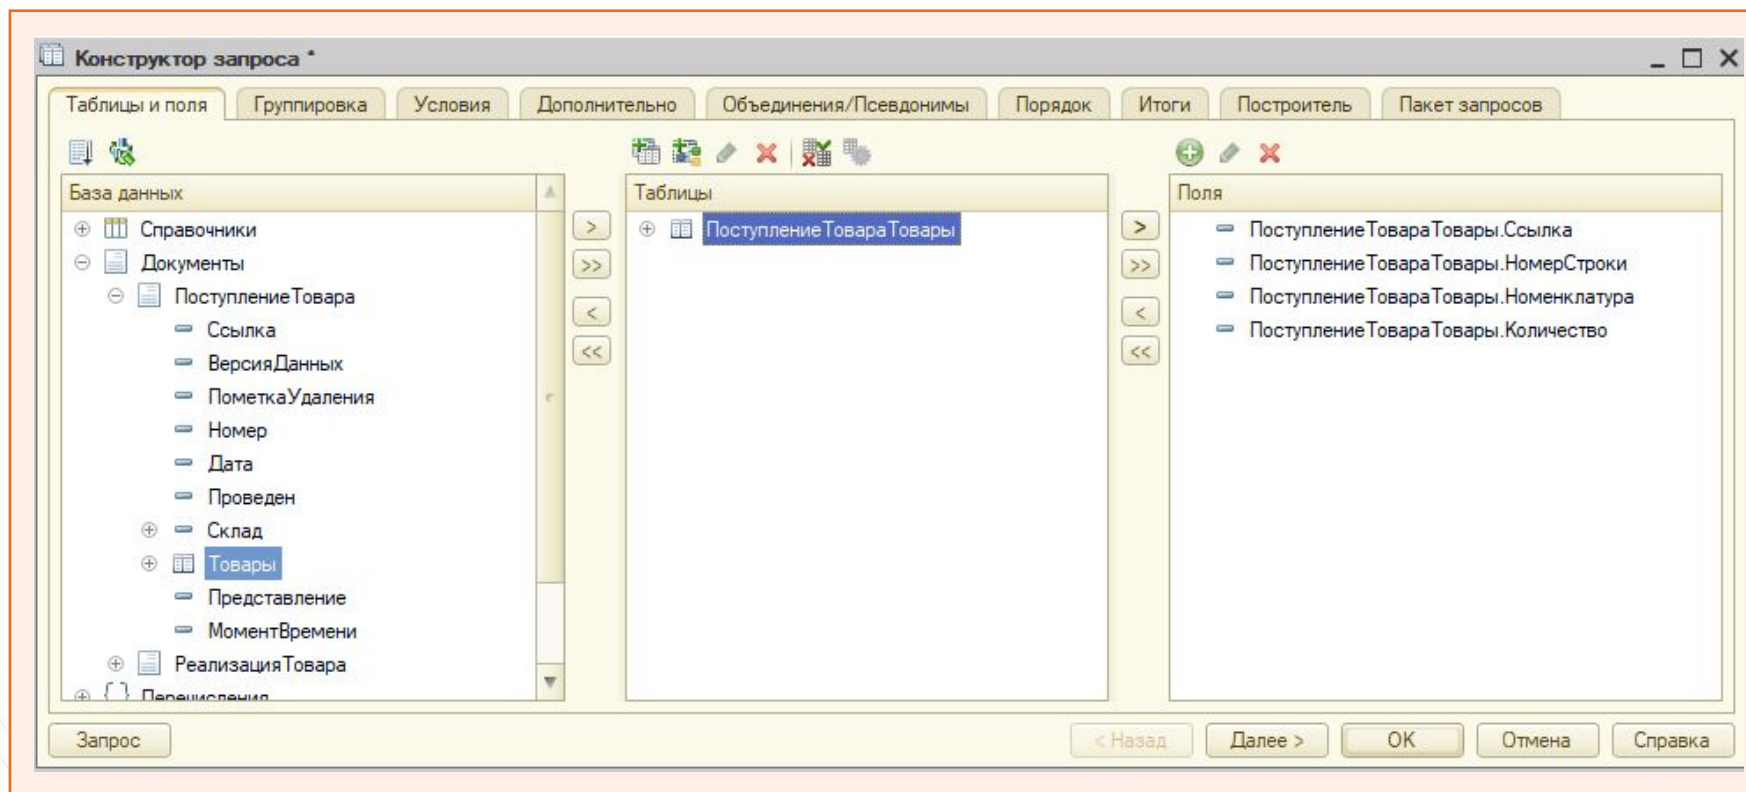 Конструктор запроса *
Таблицы и поля Группировка Условия Дополнительно Объединения/Псевдонимы Порядок Итоги Построитель Пакет запросов
База данных
Справочники
Документы
ПоступлениеТовара
Ссылка
ВерсияДанных
ПометкаУдаления
Номер
Дата
Проведен
Склад
Товары
Представление
МоментВремени
РеализацияТовара
Перечисления
>
>>
<
<<
Таблицы
ПоступлениеТовараТовары
>
>>
<
<<
Поля
ПоступлениеТовараТовары.Ссылка
ПоступлениеТовараТовары.НомерСтроки
ПоступлениеТовараТовары.Номенклатура
ПоступлениеТовараТовары.Количество
Запрос < Назад Далее > ОК Отмена Справка